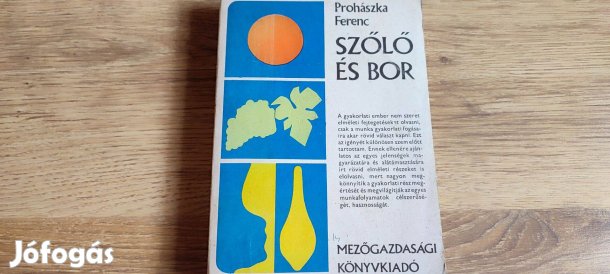 Prohászka
Ferenc
SZŐLŐ
ÉS BOR
A gyakorlati ember nem szeret
elméleti fejtegetéseket olvasni,
csak a munka gyakorlati fogásai-
ra akar rövid választ kapni. Ezt
az igényét különösen szem előtt
tartottam. Ennek ellenére aján-
latos az egyes jelenségek ma-
gyarázatára és alátámasztására
írt rövid elméleti részeket is
elolvasni, mert nagyon meg-
könnyítik a gyakorlati rész meg-
értését és megvilágítják az egyes
munkafolyamatok célszerűsé-
gét, hasznosságát.
MEZŐGAZDASÁGI
KÖNYVKIADÓ
Jófogás